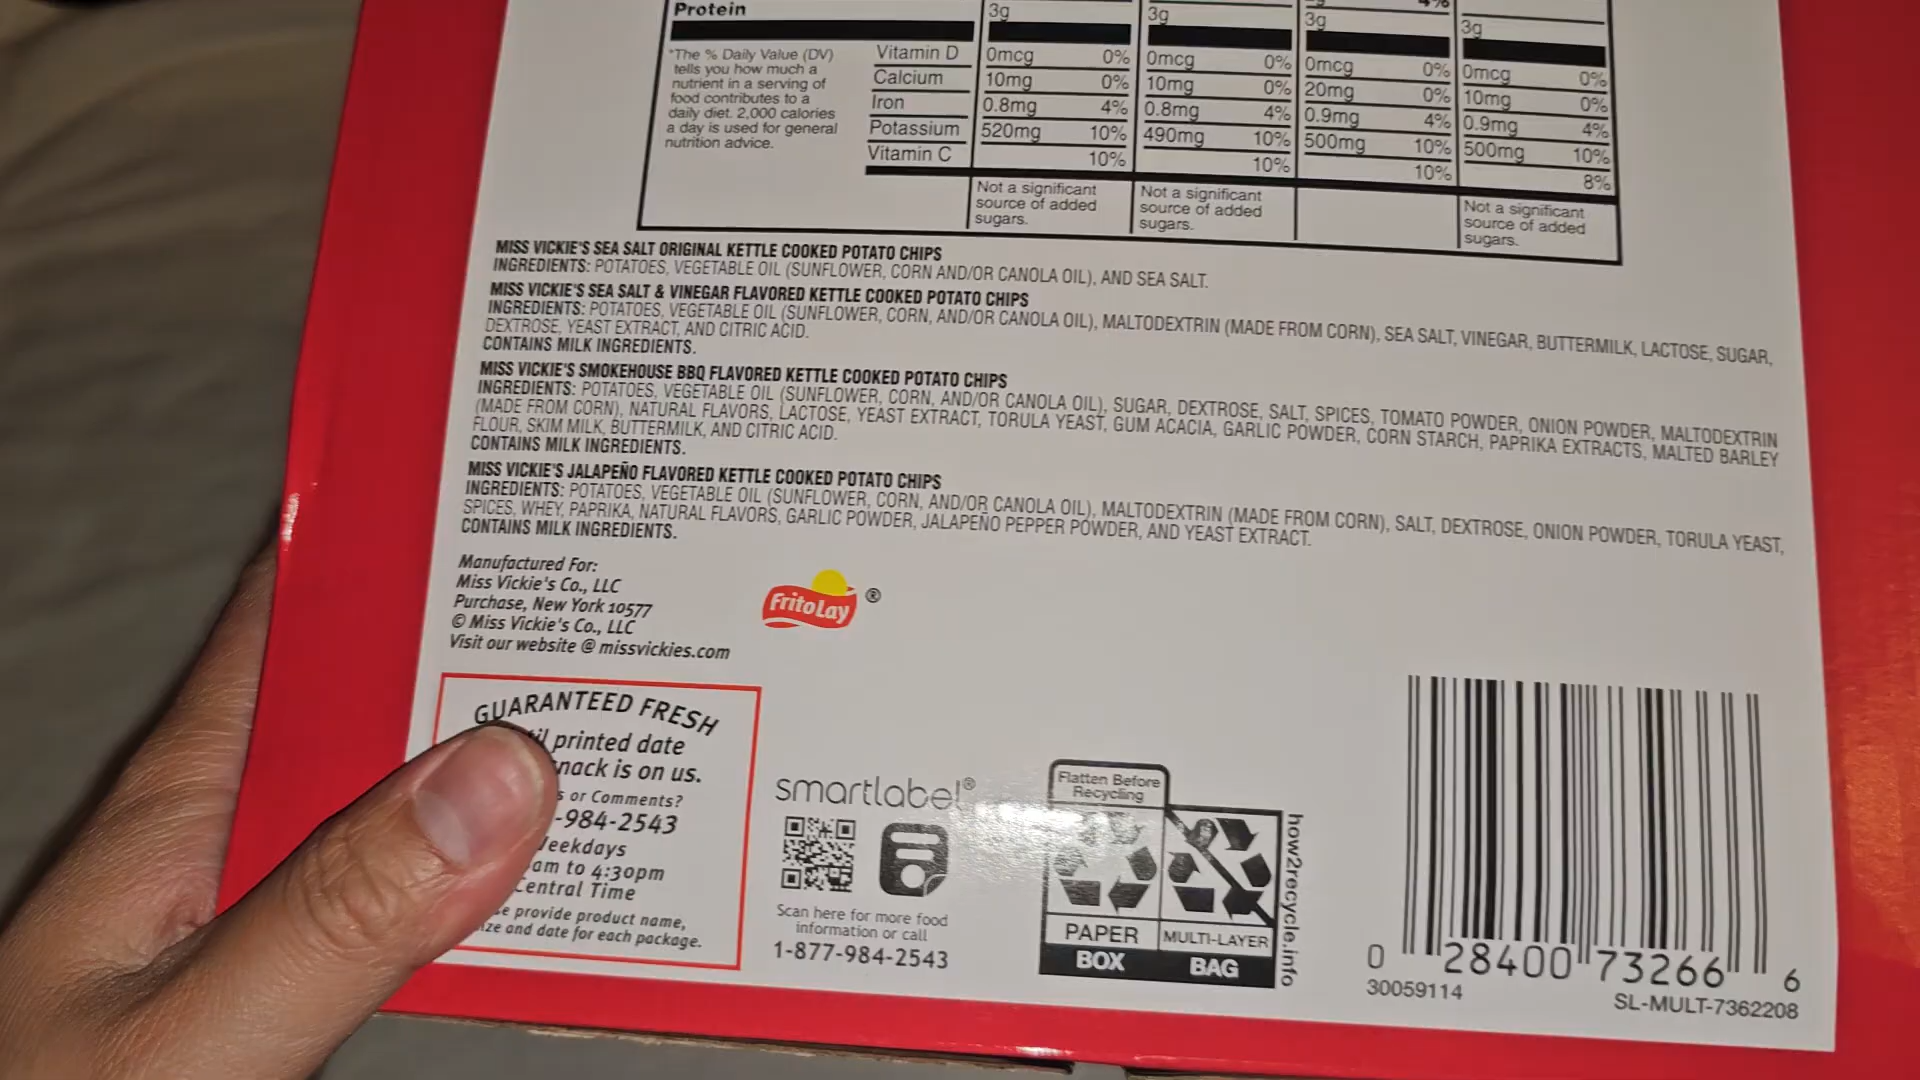 Protein 3g 3g 3g 3g
4%
*The % Daily Value (DV)
tells you how much a
nutrient in a serving of
food contributes to a
daily diet. 2,000 calories
a day is used for general
nutrition advice.
Vitamin D 0mcg 0% 0mcg 0% 0mcg 0% 0mcg 0%
Calcium 10mg 0% 10mg 0% 20mg 0% 10mg 0%
Iron 0.8mg 4% 0.8mg 4% 0.9mg 4% 0.9mg 4%
Potassium 520mg 10% 490mg 10% 500mg 10% 500mg 10%
Vitamin C 10% 10% 10% 8%
Not a significant
source of added
sugars.
Not a significant
source of added
sugars.
Not a significant
source of added
sugars.
MISS VICKIE'S SEA SALT ORIGINAL KETTLE COOKED POTATO CHIPS
INGREDIENTS: POTATOES, VEGETABLE OIL (SUNFLOWER, CORN AND/OR CANOLA OIL), AND SEA SALT.
MISS VICKIE'S SEA SALT & VINEGAR FLAVORED KETTLE COOKED POTATO CHIPS
INGREDIENTS: POTATOES, VEGETABLE OIL (SUNFLOWER, CORN, AND/OR CANOLA OIL), MALTODEXTRIN (MADE FROM CORN), SEA SALT, VINEGAR, BUTTERMILK, LACTOSE, SUGAR,
DEXTROSE, YEAST EXTRACT, AND CITRIC ACID.
CONTAINS MILK INGREDIENTS.
MISS VICKIE'S SMOKEHOUSE BBQ FLAVORED KETTLE COOKED POTATO CHIPS
INGREDIENTS: POTATOES, VEGETABLE OIL (SUNFLOWER, CORN, AND/OR CANOLA OIL), SUGAR, DEXTROSE, SALT, SPICES, TOMATO POWDER, ONION POWDER, MALTODEXTRIN
(MADE FROM CORN), NATURAL FLAVORS, LACTOSE, YEAST EXTRACT, TORULA YEAST, GUM ACACIA, GARLIC POWDER, CORN STARCH, PAPRIKA EXTRACTS, MALTED BARLEY
FLOUR, SKIM MILK, BUTTERMILK, AND CITRIC ACID.
CONTAINS MILK INGREDIENTS.
MISS VICKIE'S JALAPEÑO FLAVORED KETTLE COOKED POTATO CHIPS
INGREDIENTS: POTATOES, VEGETABLE OIL (SUNFLOWER, CORN, AND/OR CANOLA OIL), MALTODEXTRIN (MADE FROM CORN), SALT, DEXTROSE, ONION POWDER, TORULA YEAST,
SPICES, WHEY, PAPRIKA, NATURAL FLAVORS, GARLIC POWDER, JALAPEÑO PEPPER POWDER, AND YEAST EXTRACT.
CONTAINS MILK INGREDIENTS.
Manufactured For:
Miss Vickie's Co., LLC
Purchase, New York 10577
© Miss Vickie's Co., LLC
Visit our website @ missvickies.com
FritoLay ®
GUARANTEED FRESH
printed date
is on us.
or Comments?
-984-2543
am to 4:30pm
Central Time
provide product name,
and date for each package.
smartlabel®
Scan here for more food
information or call
1-877-984-2543
Flatten Before
Recycling
PAPER
BOX
MULTI-LAYER
BAG
how2recycle.info
0 28400 73266 6
30059114
SL-MULT-7362208